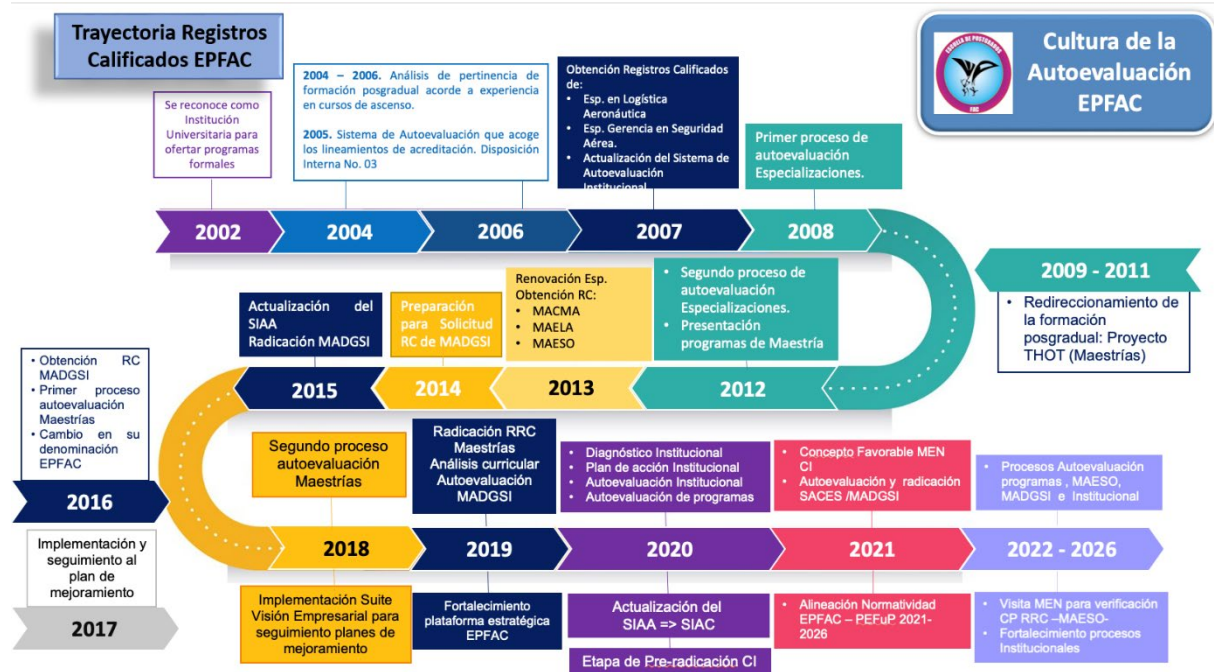 Trayectoria Registros
Calificados EPFAC
ESCUELA DE POSTGRADOS
FAC
Cultura de la
Autoevaluación
EPFAC
Se reconoce como
Institución
Universitaria para
ofertar programas
formales
2004 – 2006. Análisis de pertinencia de
formación posgradual acorde a experiencia
en cursos de ascenso.
2005. Sistema de Autoevaluación que acoge
los lineamientos de acreditación. Disposición
Interna No. 03
Obtención Registros Calificados
de:
• Esp. en Logística
Aeronáutica
• Esp. Gerencia en Seguridad
Aérea.
• Actualización del Sistema de
Autoevaluación
Institucional
Primer proceso de
autoevaluación
Especializaciones.
2002
2004
2006
2007
2008
2009 - 2011
• Redireccionamiento de
la formación
posgradual: Proyecto
THOT (Maestrías)
Actualización del
SIAA
Radicación MADGSI
Preparación
para Solicitud
RC de MADGSI
Renovación Esp.
Obtención RC:
• MACMA
• MAELA
• MAESO
• Segundo proceso de
autoevaluación
Especializaciones.
• Presentación
programas de Maestría
2015
2014
2013
2012
• Obtención RC
MADGSI
• Primer proceso
autoevaluación
Maestrías
• Cambio en su
denominación
EPFAC
2016
Implementación y
seguimiento al
plan de
mejoramiento
2017
Segundo proceso
autoevaluación
Maestrías
Radicación RRC
Maestrías
Análisis curricular
Autoevaluación
MADGSI
• Diagnóstico Institucional
• Plan de acción Institucional
• Autoevaluación Institucional
• Autoevaluación de programas
• Concepto Favorable MEN
CI
• Autoevaluación y radicación
SACES /MADGSI
• Procesos Autoevaluación
programas , MAESO,
MADGSI e Institucional
2018
2019
2020
2021
2022 - 2026
Implementación Suite
Visión Empresarial para
seguimiento planes de
mejoramiento
Fortalecimiento
plataforma estratégica
EPFAC
Actualización del
SIAA => SIAC
Etapa de Pre-radicación CI
• Alineación Normatividad
EPFAC – PEFuP 2021-
2026
• Visita MEN para verificación
CP RRC –MAESO-
• Fortalecimiento procesos
Institucionales